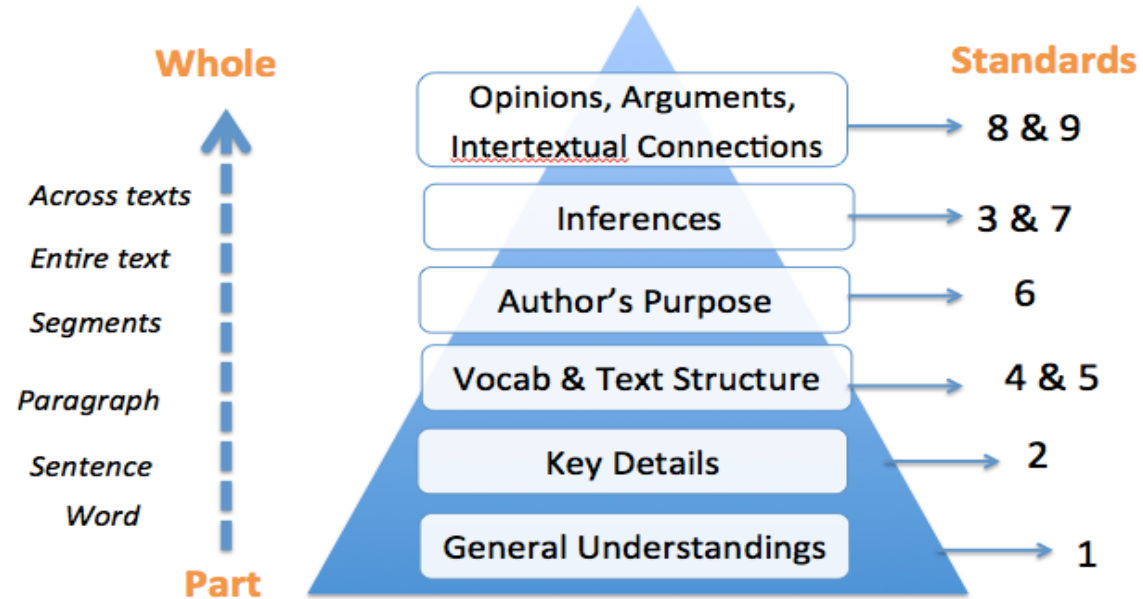 Whole
Standards
Opinions, Arguments,
Intertextual Connections
8 & 9
Across texts
Inferences
3 & 7
Entire text
Author's Purpose
6
Segments
Vocab & Text Structure
4 & 5
Paragraph
Key Details
2
Sentence
Word
General Understandings
1
Part